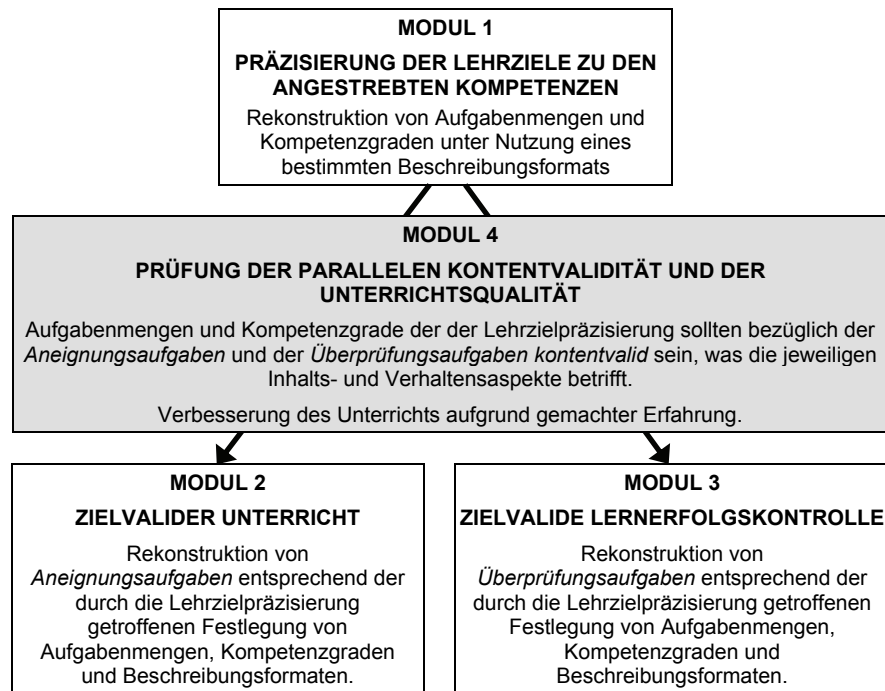 MODUL 1
PRÄZISIERUNG DER LEHRZIELE ZU DEN
ANGESTREBTEN KOMPETENZEN
Rekonstruktion von Aufgabenmengen und
Kompetenzgraden unter Nutzung eines
bestimmten Beschreibungsformats
MODUL 4
PRÜFUNG DER PARALLELEN KONTENTVALIDITÄT UND DER
UNTERRICHTSQUALITÄT
Aufgabenmengen und Kompetenzgrade der der Lehrzielpräzisierung sollten bezüglich der
Aneignungsaufgaben und der Überprüfungsaufgaben kontentvalid sein, was die jeweiligen
Inhalts- und Verhaltensaspekte betrifft.
Verbesserung des Unterrichts aufgrund gemachter Erfahrung.
MODUL 2
ZIELVALIDER UNTERRICHT
Rekonstruktion von
Aneignungsaufgaben entsprechend der
durch die Lehrzielpräzisierung
getroffenen Festlegung von
Aufgabenmengen, Kompetenzgraden
und Beschreibungsformaten.
MODUL 3
ZIELVALIDE LERNERFOLGSKONTROLLE
Rekonstruktion von
Überprüfungsaufgaben entsprechend der
durch die Lehrzielpräzisierung getroffenen
Festlegung von Aufgabenmengen,
Kompetenzgraden und
Beschreibungsformaten.